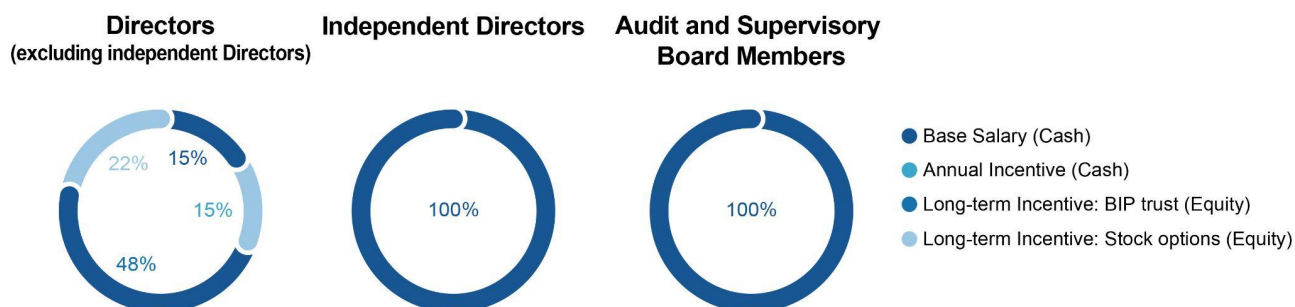 Directors
(excluding independent Directors)
Independent Directors
Audit and Supervisory
Board Members
22%
15%
15%
48%
100%
100%
Base Salary (Cash)
Annual Incentive (Cash)
Long-term Incentive: BIP trust (Equity)
Long-term Incentive: Stock options (Equity)